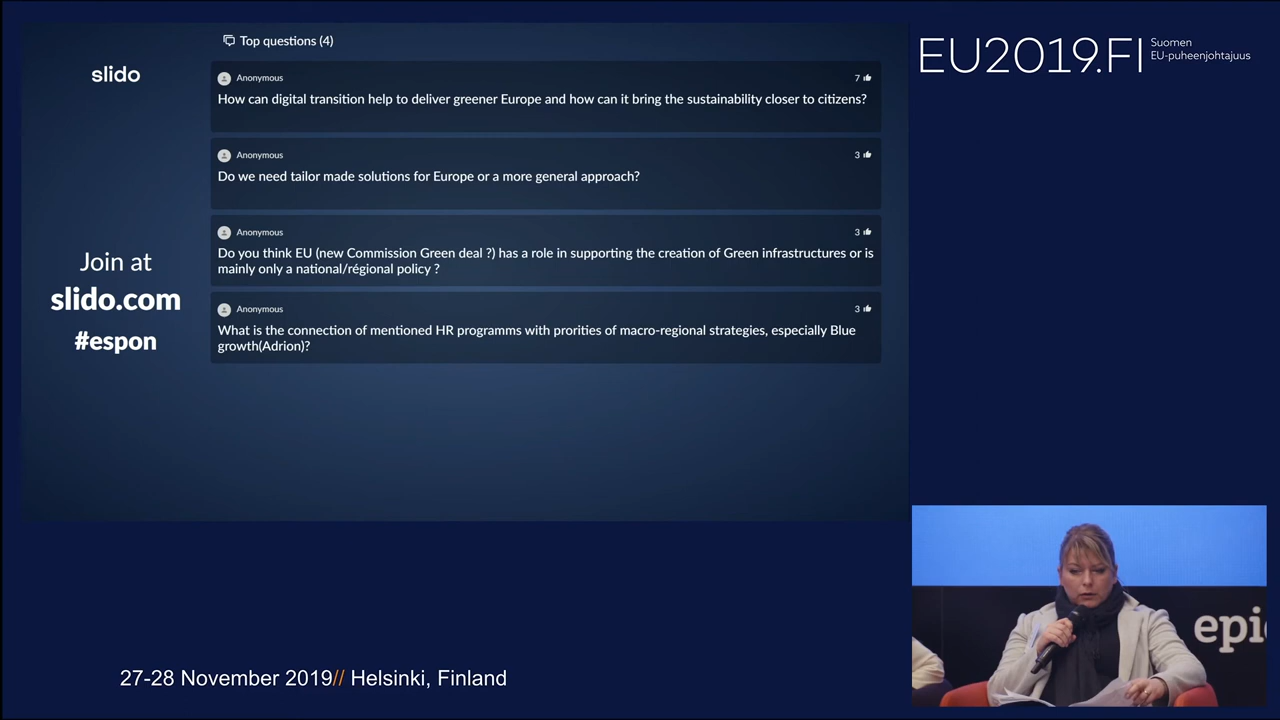 Top questions (4)
slido
Anonymous
7
How can digital transition help to deliver greener Europe and how can it bring the sustainability closer to citizens?
Anonymous
3
Do we need tailor made solutions for Europe or a more general approach?
Anonymous
3
Do you think EU (new Commission Green deal ?) has a role in supporting the creation of Green infrastructures or is
mainly only a national/régional policy ?
Anonymous
3
What is the connection of mentioned HR programms with prorities of macro-regional strategies, especially Blue
growth(Adrion)?
Join at
slido.com
#espon
EU2019.FI
Suomen
EU-puheenjohtajuus
27-28 November 2019// Helsinki, Finland